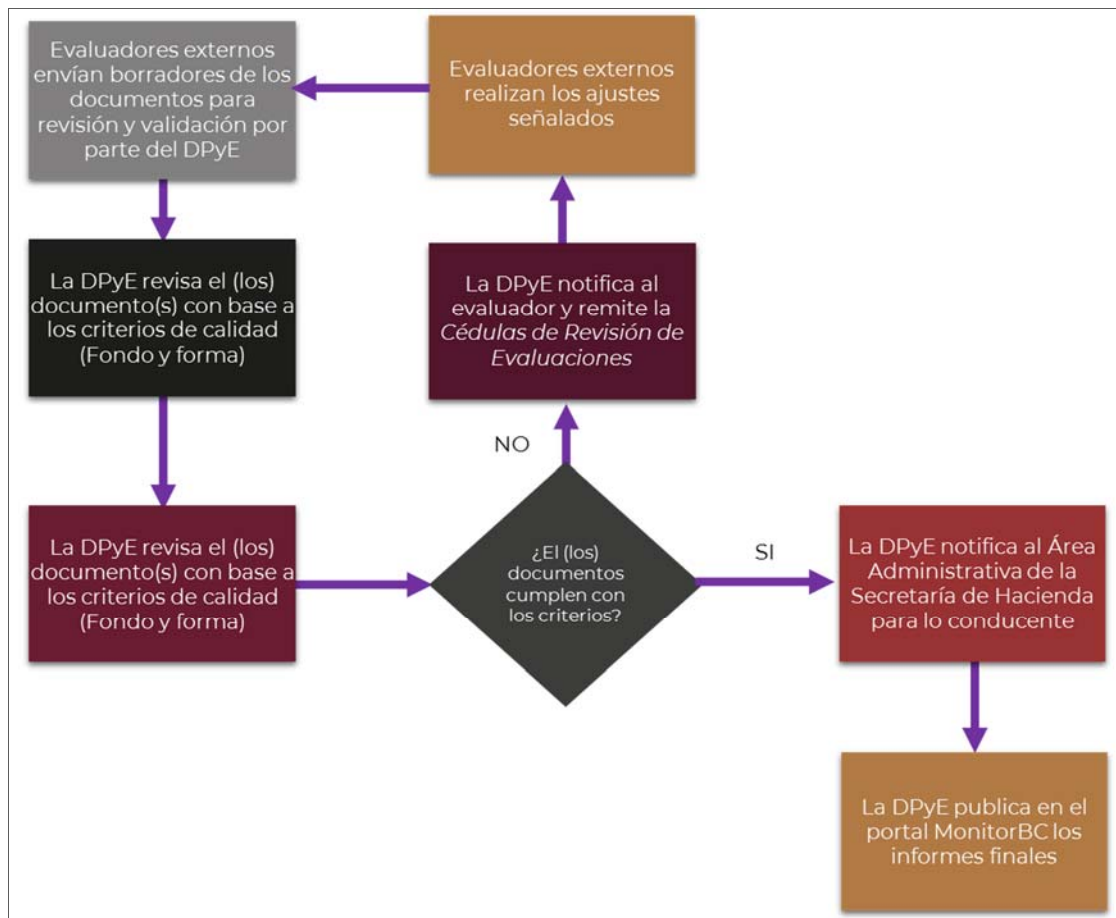 Evaluadores externos
envían borradores de los
documentos para
revisión y validación por
parte del DPyE
Evaluadores externos
realizan los ajustes
señalados
La DPyE revisa el (los)
documento(s) con base a
los criterios de calidad
(Fondo y forma)
La DPyE notifica al
evaluador y remite la
Cédulas de Revisión de
Evaluaciones
NO
La DPyE revisa el (los)
documento(s) con base a
los criterios de calidad
(Fondo y forma)
¿El (los)
documentos
cumplen con
los criterios?
SI
La DPyE notifica al Área
Administrativa de la
Secretaría de Hacienda
para lo conducente
La DPyE publica en el
portal MonitorBC los
informes finales